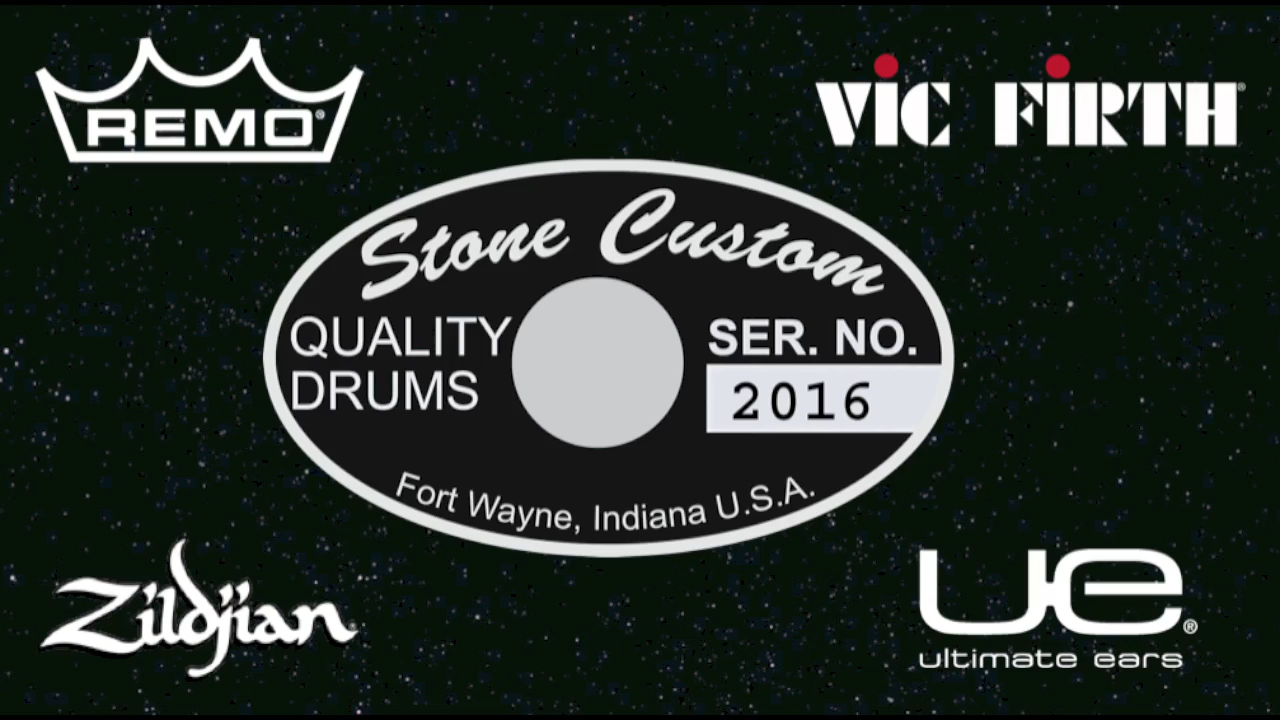 REMO®
VIC FIRTH®
Stone Custom
QUALITY
DRUMS
SER. NO.
2016
Fort Wayne, Indiana U.S.A.
Zildjian
ue®
ultimate ears